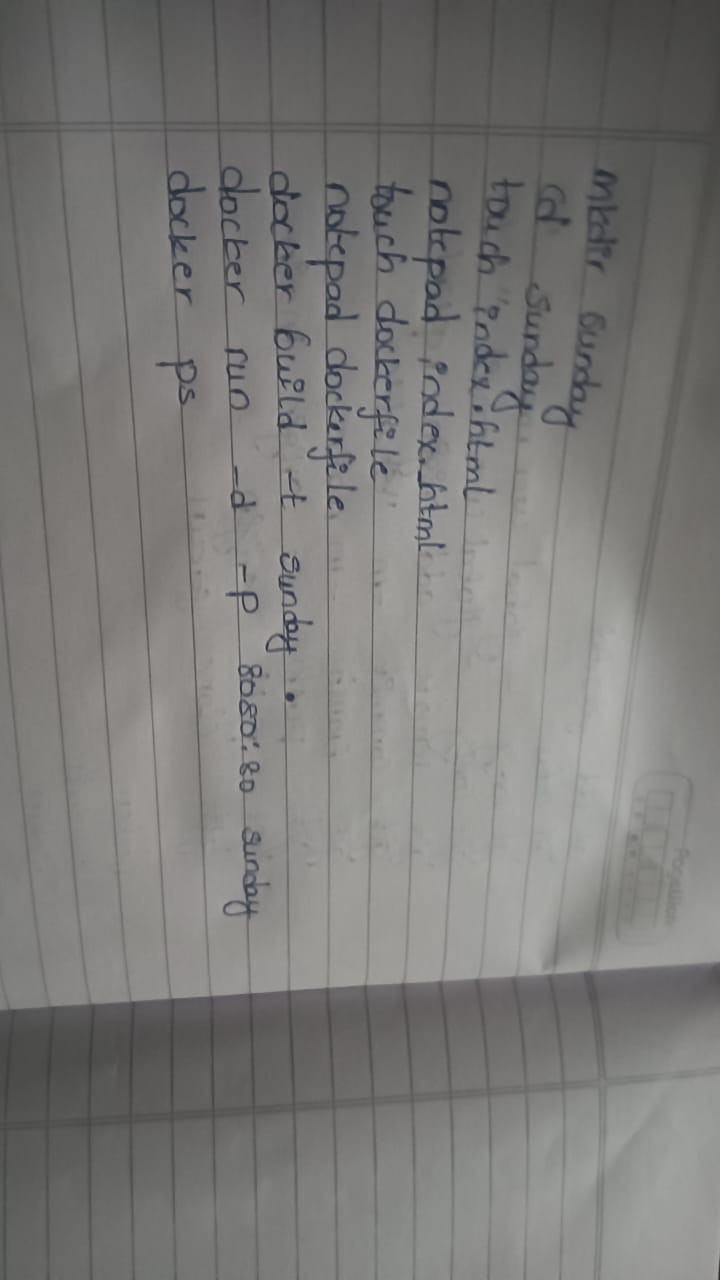 mkdir sunday
cd sunday
touch index.html
notepad index.html
touch dockerfile
notepad dockerfile
docker build -t sunday .
docker run -d -p 8080:80 sunday
docker ps